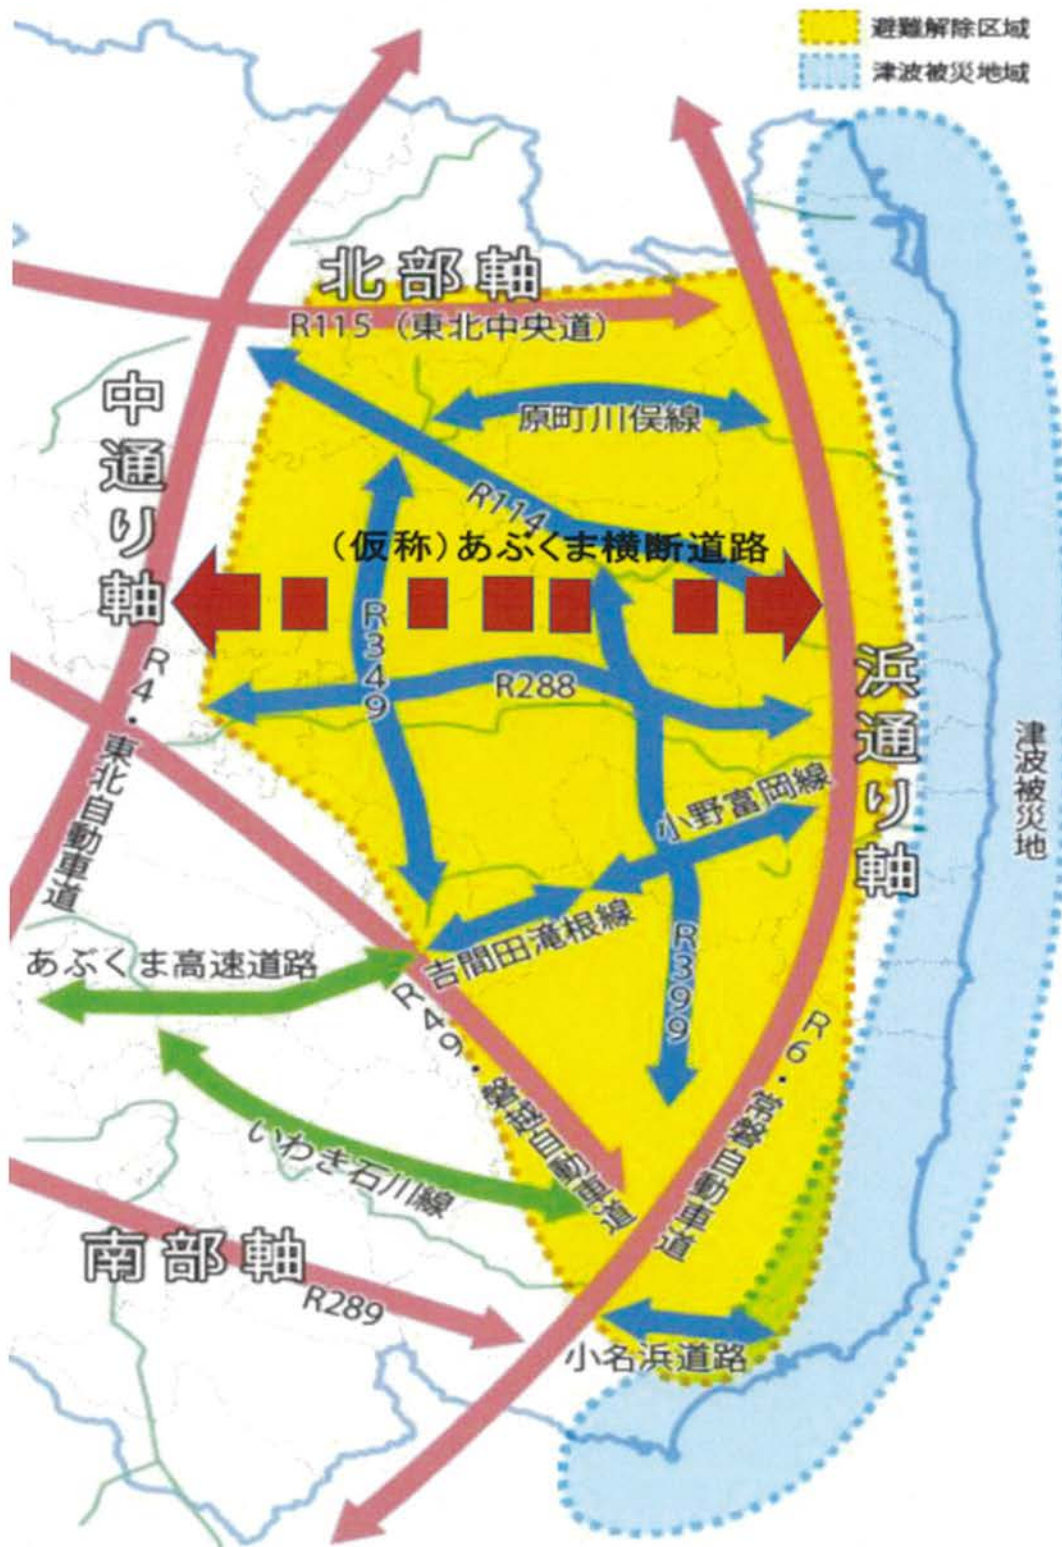 避難解除区域
津波被災地域
北部軸
R115（東北中央道）
中通り軸
原町川俣線
R114
（仮称）あぶくま横断道路
R349
R288
R4・東北自動車道
浜通り軸
津波被災地
小野富岡線
吉間田滝根線
R399
あぶくま高速道路
R49・磐越自動車道
R6・常磐自動車道
いわき石川線
南部軸
R289
小名浜道路